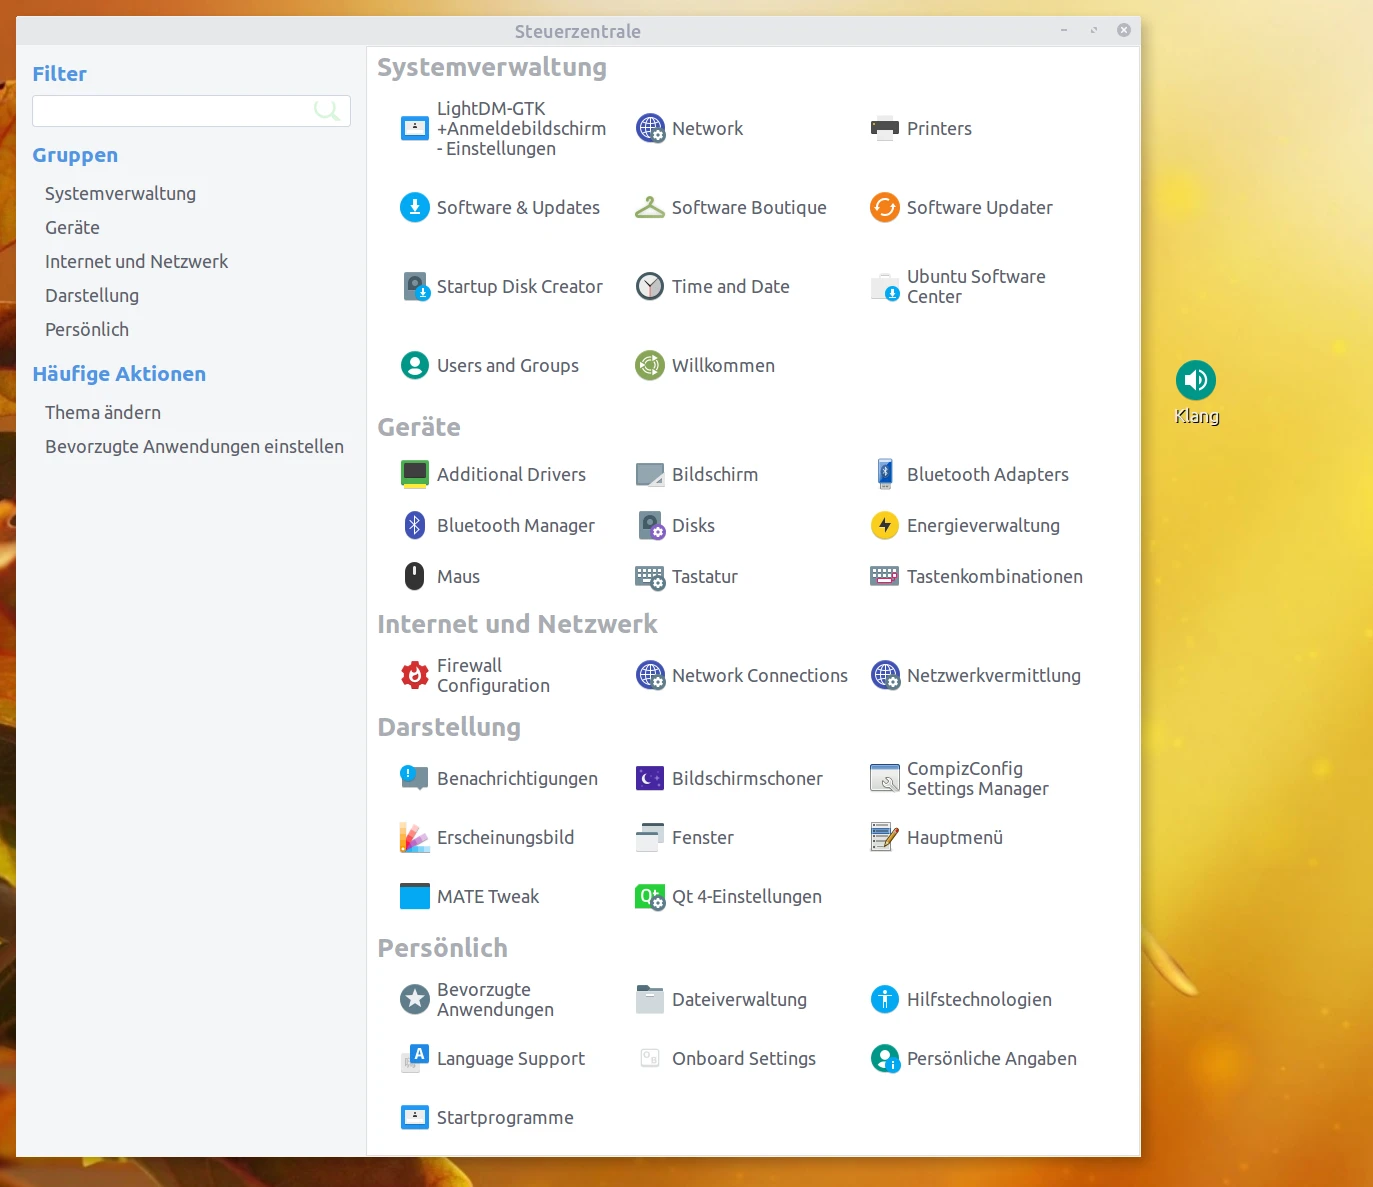 Steuerzentrale
Filter
Gruppen
Systemverwaltung
Geräte
Internet und Netzwerk
Darstellung
Persönlich
Häufige Aktionen
Thema ändern
Bevorzugte Anwendungen einstellen
Systemverwaltung
LightDM-GTK
+Anmeldebildschirm
- Einstellungen
Network
Printers
Software & Updates
Software Boutique
Software Updater
Startup Disk Creator
Time and Date
Ubuntu Software
Center
Users and Groups
Willkommen
Geräte
Additional Drivers
Bildschirm
Bluetooth Adapters
Bluetooth Manager
Disks
Energieverwaltung
Maus
Tastatur
Tastenkombinationen
Internet und Netzwerk
Firewall
Configuration
Network Connections
Netzwerkvermittlung
Darstellung
Benachrichtigungen
Bildschirmschoner
CompizConfig
Settings Manager
Erscheinungsbild
Fenster
Hauptmenü
MATE Tweak
Qt 4-Einstellungen
Persönlich
Bevorzugte
Anwendungen
Dateiverwaltung
Hilfstechnologien
Language Support
Onboard Settings
Persönliche Angaben
Startprogramme
Klang